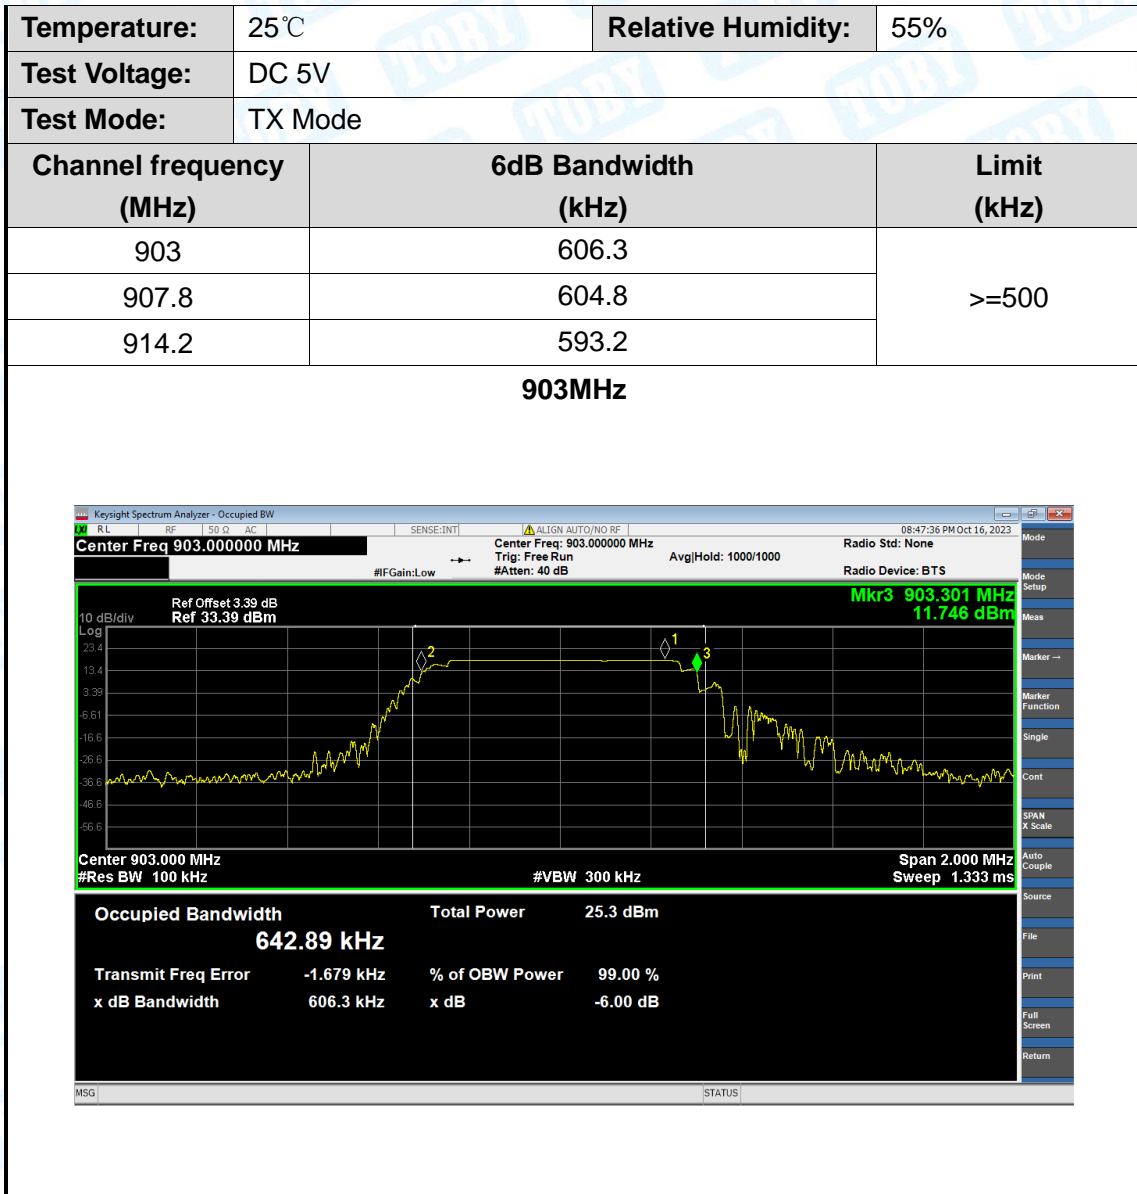 Temperature: 25℃ Relative Humidity: 55%
Test Voltage: DC 5V
Test Mode: TX Mode
Channel frequency (MHz) 6dB Bandwidth (kHz) Limit (kHz)
903 606.3 >=500
907.8 604.8
914.2 593.2
903MHz
Keysight Spectrum Analyzer - Occupied BW
RL RF 50 Ω AC SENSE:INT ALIGN AUTO/NO RF 08:47:36 PM Oct 16, 2023
Center Freq 903.000000 MHz Center Freq: 903.000000 MHz Radio Std: None
Trig: Free Run Avg|Hold: 1000/1000
#IFGain:Low #Atten: 40 dB Radio Device: BTS
Mkr3 903.301 MHz
11.746 dBm
Ref Offset 3.39 dB
10 dB/div Ref 33.39 dBm
Log
23.4
13.4
3.39
-6.61
-16.6
-26.6
-36.6
-46.6
-56.6
2
1
3
Center 903.000 MHz Span 2.000 MHz
#Res BW 100 kHz #VBW 300 kHz Sweep 1.333 ms
Occupied Bandwidth Total Power 25.3 dBm
642.89 kHz
Transmit Freq Error -1.679 kHz % of OBW Power 99.00 %
x dB Bandwidth 606.3 kHz x dB -6.00 dB
MSG STATUS
Mode
Mode Setup
Meas
Marker→
Marker Function
Single
Cont
SPAN X Scale
Auto Couple
Source
File
Print
Full Screen
Return
TOBY
TOBY
TOBY
TOBY
TOBY